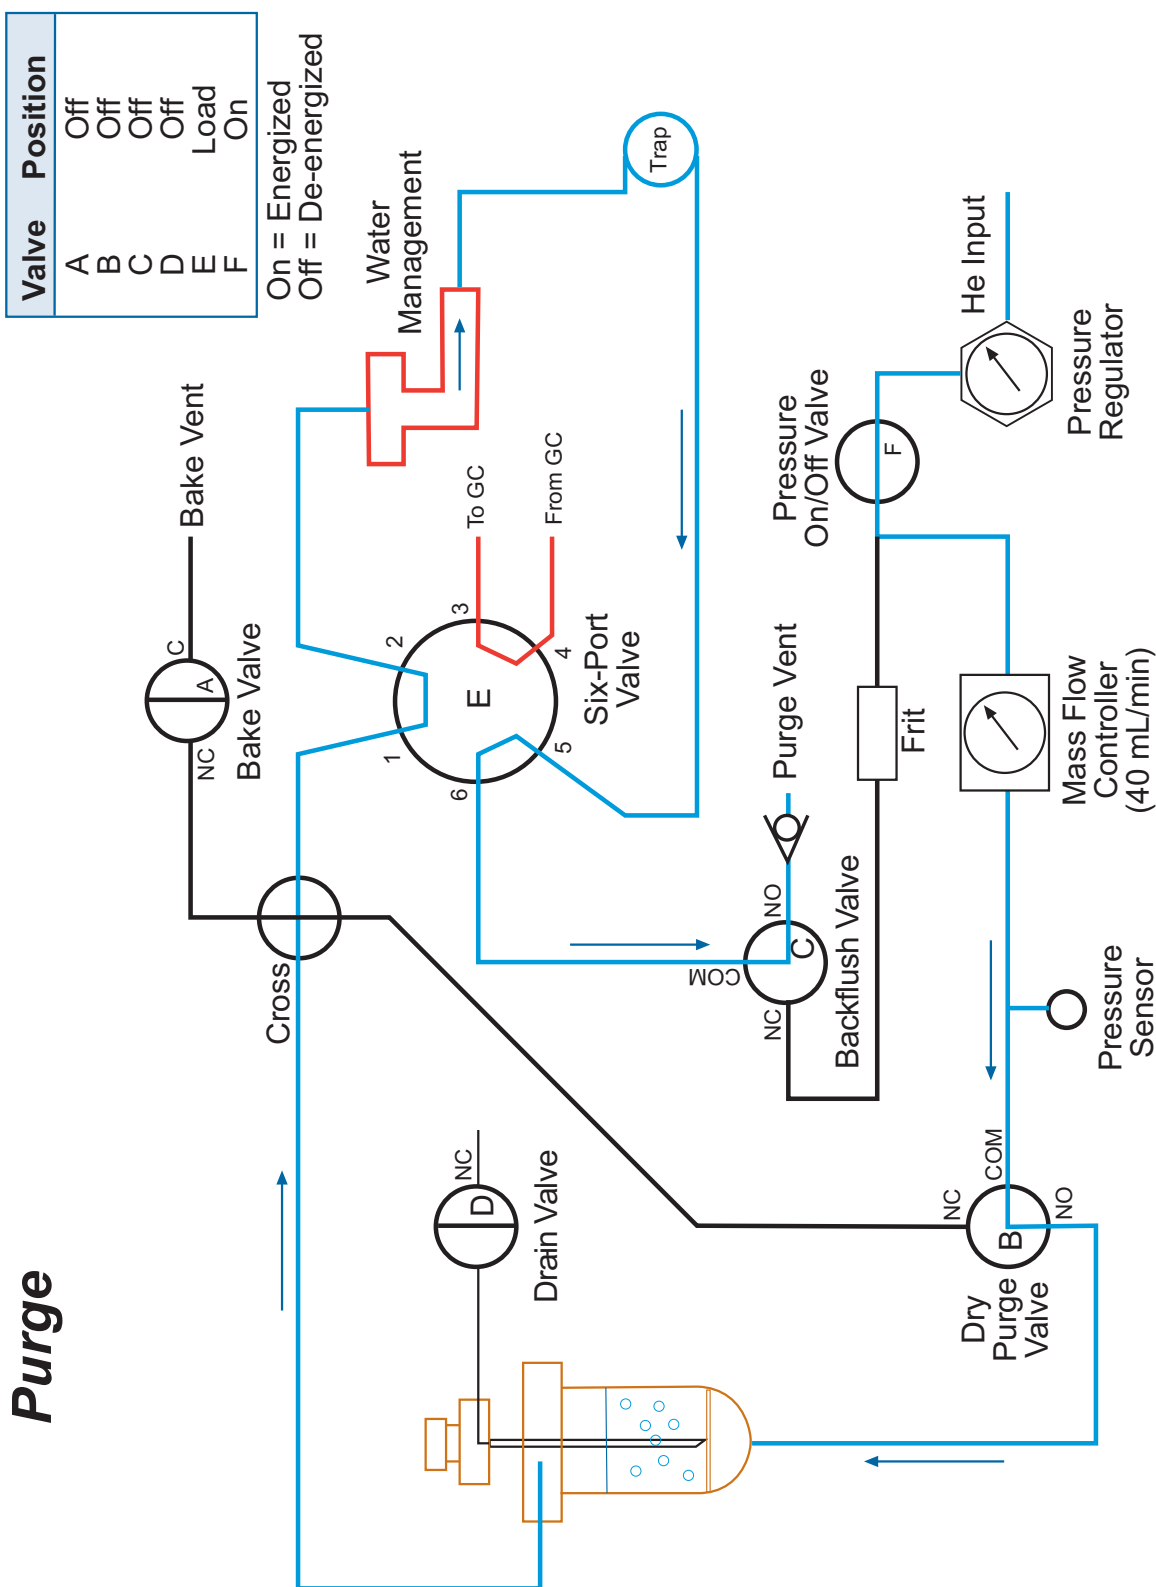 Purge
Valve Position
A Off
B Off
C Off
D Off
E Load
F On
On = Energized
Off = De-energized
Bake Vent
C
A
NC
Bake Valve
Water
Management
Trap
Cross
1
2
3
4
5
6
E
To GC
From GC
Six-Port
Valve
Pressure
On/Off Valve
F
He Input
Pressure
Regulator
Purge Vent
NO
C
COM
NC
Backflush Valve
Frit
Mass Flow
Controller
(40 mL/min)
Pressure
Sensor
NC
D
Drain Valve
NC
COM
B
NO
Dry
Purge
Valve